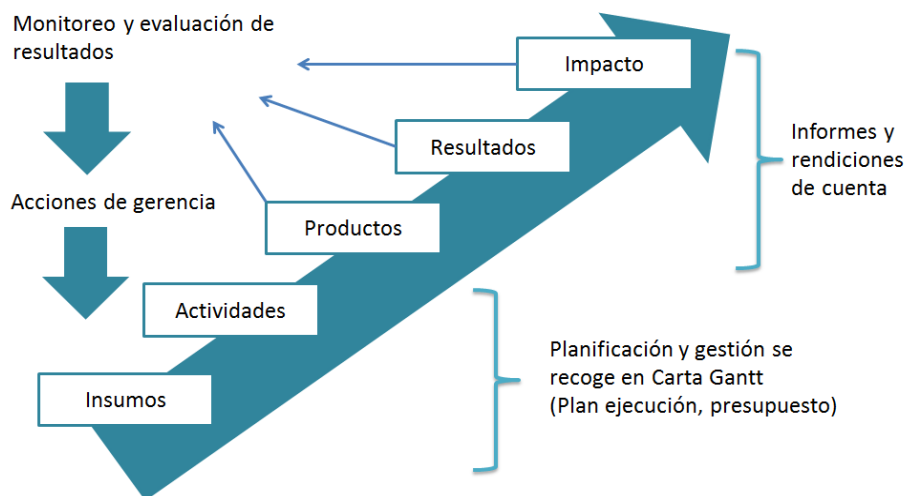 Monitoreo y evaluación de
resultados
Impacto
Resultados
Informes y
rendiciones
de cuenta
Acciones de gerencia
Productos
Actividades
Planificación y gestión se
recoge en Carta Gantt
(Plan ejecución, presupuesto)
Insumos